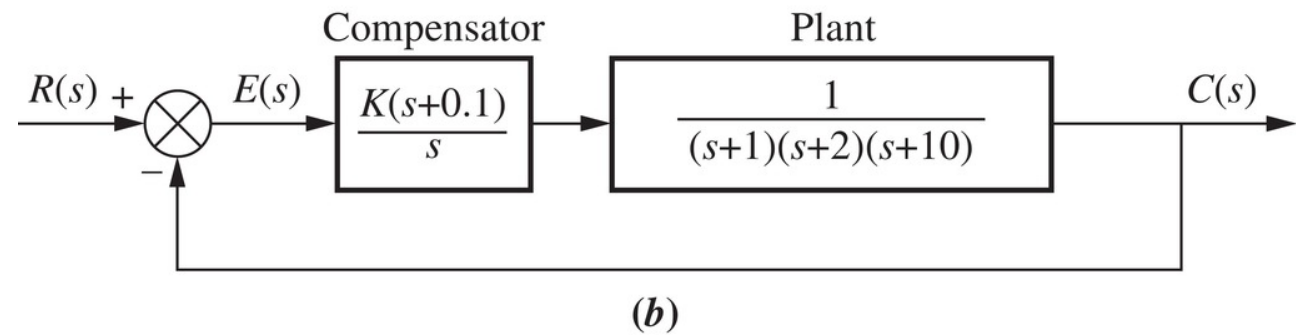 Compensator Plant
R(s) + E(s) K(s+0.1) 1 C(s)
s (s+1)(s+2)(s+10)
−
(b)